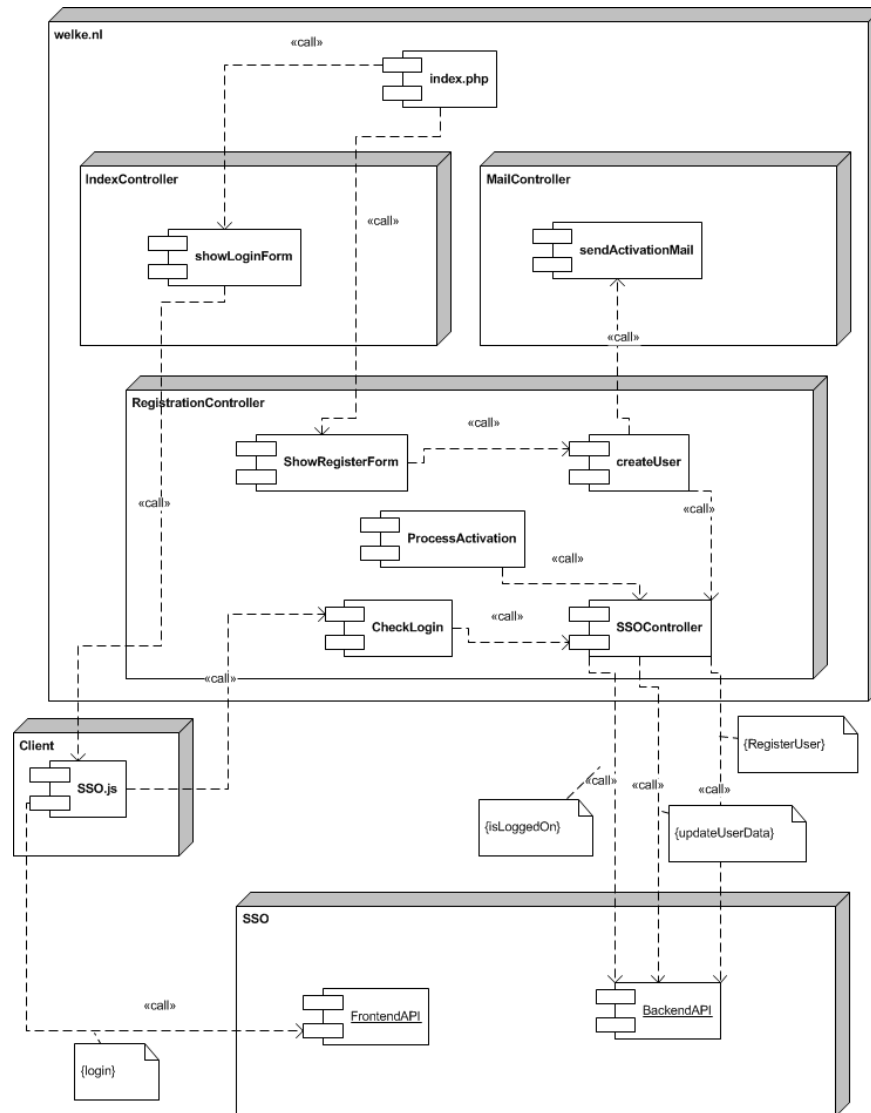 welke.nl
«call»
index.php
IndexController
MailController
«call»
showLoginForm
sendActivationMail
«call»
RegistrationController
«call»
ShowRegisterForm
createUser
«call»
«call»
ProcessActivation
«call»
CheckLogin
«call»
SSOController
«call»
Client
{RegisterUser}
SSO.js
«call»
«call»
«call»
{isLoggedOn}
{updateUserData}
SSO
«call»
FrontendAPI
BackendAPI
{login}